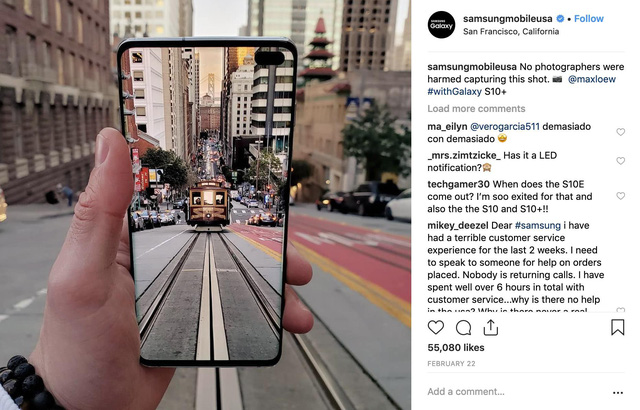 SAMSUNG
Galaxy
samsungmobileusa • Follow
San Francisco, California
samsungmobileusa No photographers were
harmed capturing this shot. 📸 @maxloew
#withGalaxy S10+
Load more comments
ma_eilyn @verogarcia511 demasiado
con demasiado 🤩
_mrs.zimtzicke_ Has it a LED
notification?🙈
techgamer30 When does the S10E
come out? I'm soo exited for that and
also the the S10 and S10+!!
mikey_deezel Dear #samsung i have
had a terrible customer service
experience for the last 2 weeks. I need
to speak to someone for help on orders
placed. Nobody is returning calls. I have
spent well over 6 hours in total with
customer service...why is there no help
in the usa? Why is there never a real
55,080 likes
FEBRUARY 22
Add a comment...